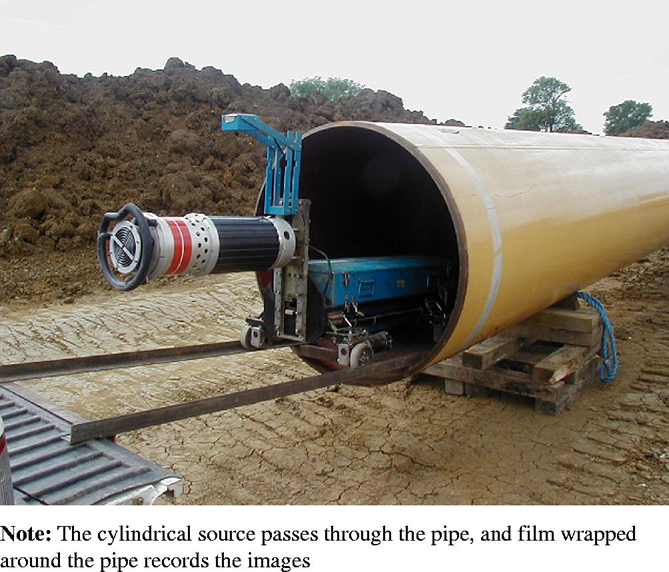 Note: The cylindrical source passes through the pipe, and film wrapped
around the pipe records the images